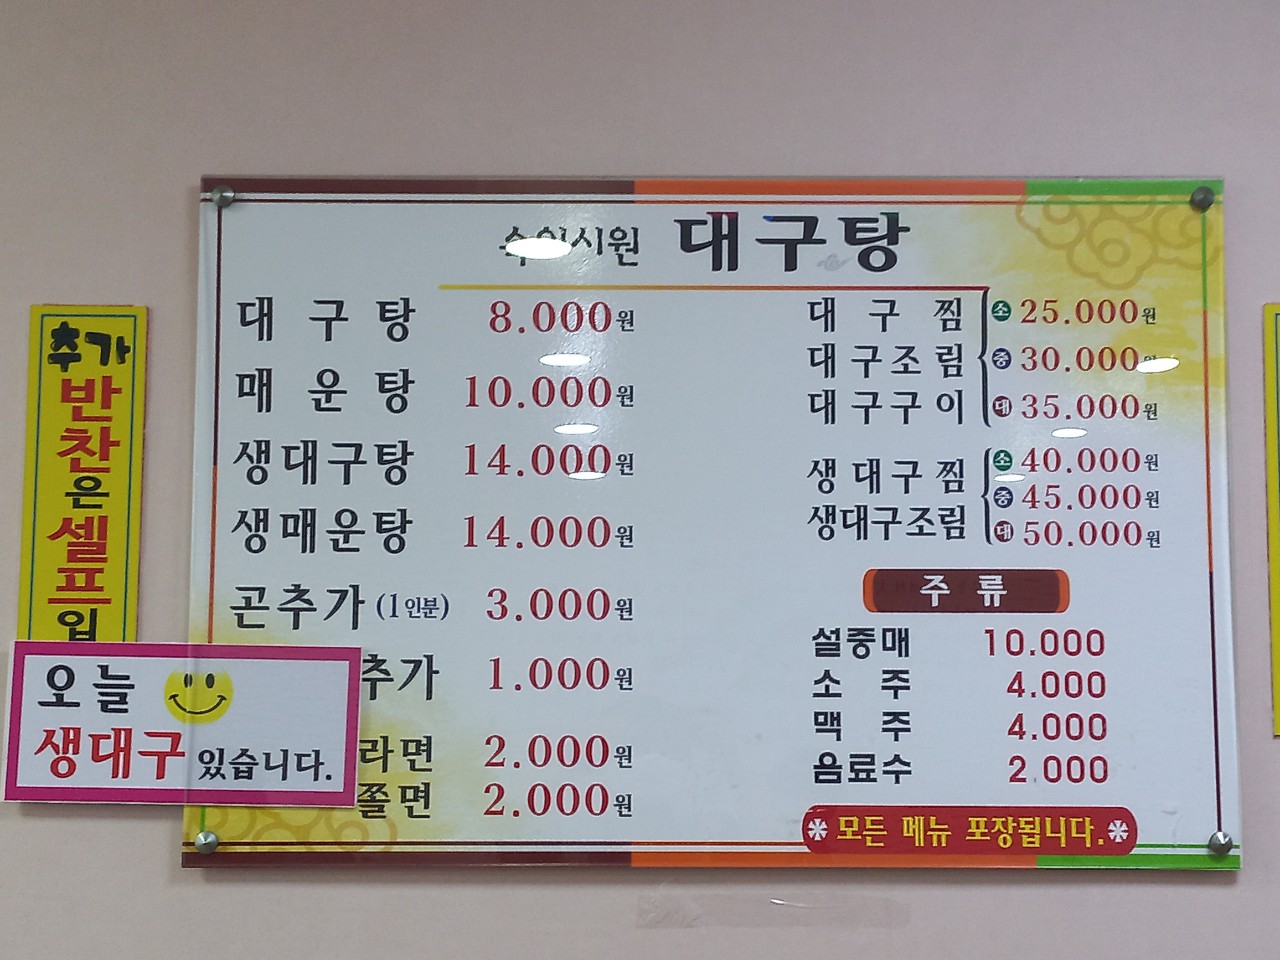 시원 대구탕
대구탕 8.000원
매운탕 10.000원
생대구탕 14.000원
생매운탕 14.000원
곤추가 (1인분) 3.000원
추가 1.000원
라면 2.000원
쫄면 2.000원
대구찜 소 25.000원
대구조림 중 30.000원
대구구이 대 35.000원
생대구찜 소 40.000원
중 45.000원
생대구조림 대 50.000원
주류
설중매 10.000
소주 4.000
맥주 4.000
음료수 2.000
모든 메뉴 포장됩니다.
추가
반찬은
셀프
입
오늘
생대구 있습니다.